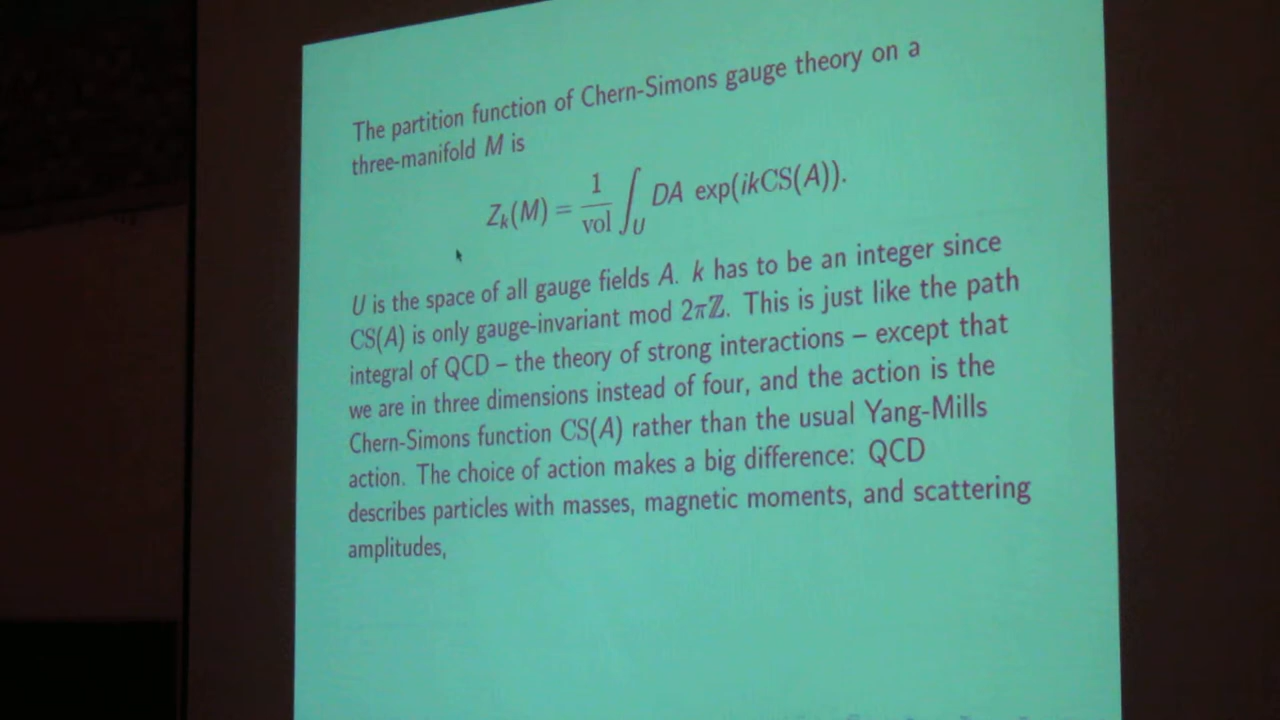 The partition function of Chern-Simons gauge theory on a
three-manifold M is
Zₖ(M) = 1/vol ∫_U DA exp(ikCS(A)).
U is the space of all gauge fields A. k has to be an integer since
CS(A) is only gauge-invariant mod 2πℤ. This is just like the path
integral of QCD – the theory of strong interactions – except that
we are in three dimensions instead of four, and the action is the
Chern-Simons function CS(A) rather than the usual Yang-Mills
action. The choice of action makes a big difference: QCD
describes particles with masses, magnetic moments, and scattering
amplitudes,